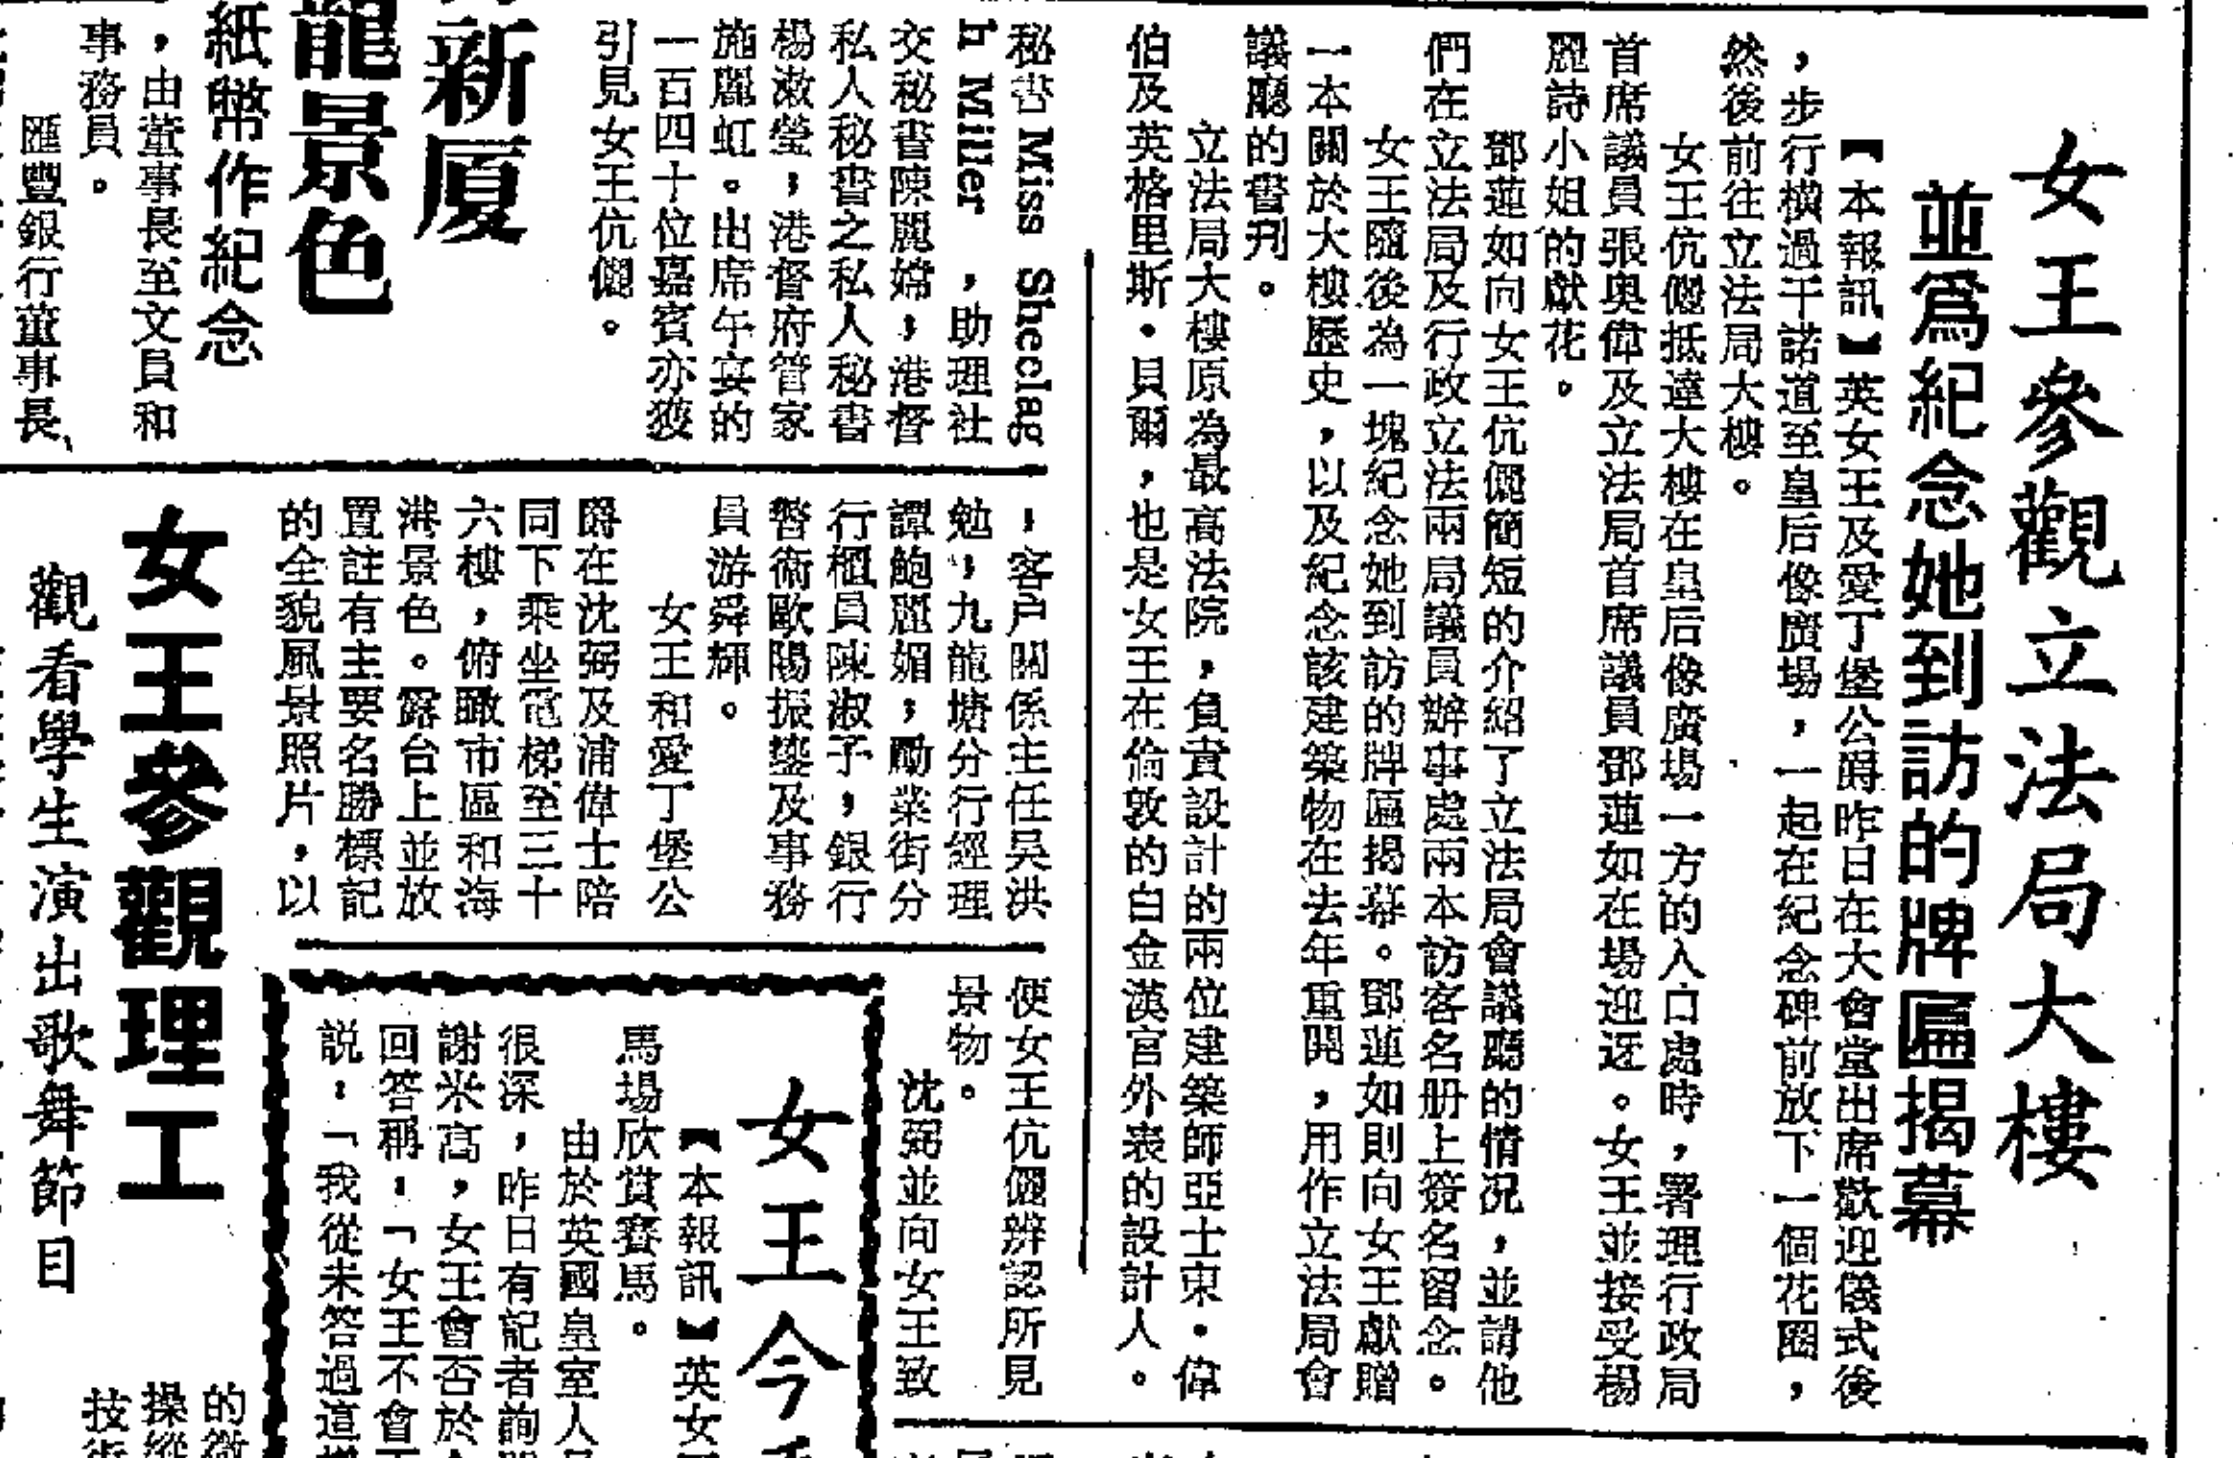 女王參觀立法局大樓
並爲紀念她到訪的牌匾揭幕
【本報訊】英女王及愛丁堡公爵昨日在大會堂出席歡迎儀式後
，步行橫過干諾道至皇后像廣場，一起在紀念碑前放下一個花圈，
然後前往立法局大樓。
女王伉儷抵達大樓在皇后像廣場一方的入口處時，署理行政局
首席議員張奧偉及立法局首席議員鄧蓮如在場迎迓。女王並接受楊
麗詩小姐的獻花。
鄧蓮如向女王伉儷簡短的介紹了立法局會議廳的情況，並請他
們在立法局及行政立法兩局議員辦事處兩本訪客名册上簽名留念。
女王隨後為一塊紀念她到訪的牌匾揭幕。鄧蓮如則向女王獻贈
一本關於大樓歷史，以及紀念該建築物在去年重開，用作立法局會
議廳的書刋。
立法局大樓原為最高法院，負責設計的兩位建築師亞士東·偉
伯及英格里斯·貝爾，也是女王在倫敦的白金漢宮外表的設計人。
秘書Miss Sheelag
h Miller ，助理社
交秘書陳麗嫦，港督
私人秘書之私人秘書
楊漖瑩，港督府管家
施麗虹。出席午宴的
一百四十位嘉賓亦獲
引見女王伉儷。
新厦
龍景色
紙幣作紀念
，由董事長至文員和
事務員。
匯豐銀行董事長
，客戶關係主任吳洪
勉，九龍塘分行經理
譚鮑麗媚，勵業街分
行櫃員陳淑子，銀行
警衞歐陽振鋆及事務
員游舜輝。
女王和愛丁堡公
爵在沈弼及浦偉士陪
同下乘坐電梯至三十
六樓，俯瞰市區和海
港景色。露台上並放
置註有主要名勝標記
的全貌風景照片，以
便女王伉儷辨認所見
景物。
沈弼並向女王致
女王今
【本報訊】英女
馬場欣賞賽馬。
由於英國皇室人
很深，昨日有記者詢
謝米高，女王會否於
回答稱：「女王不會
説：「我從未答過這
女王參觀理工
觀看學生演出歌舞節目
的徵
操縱
技術